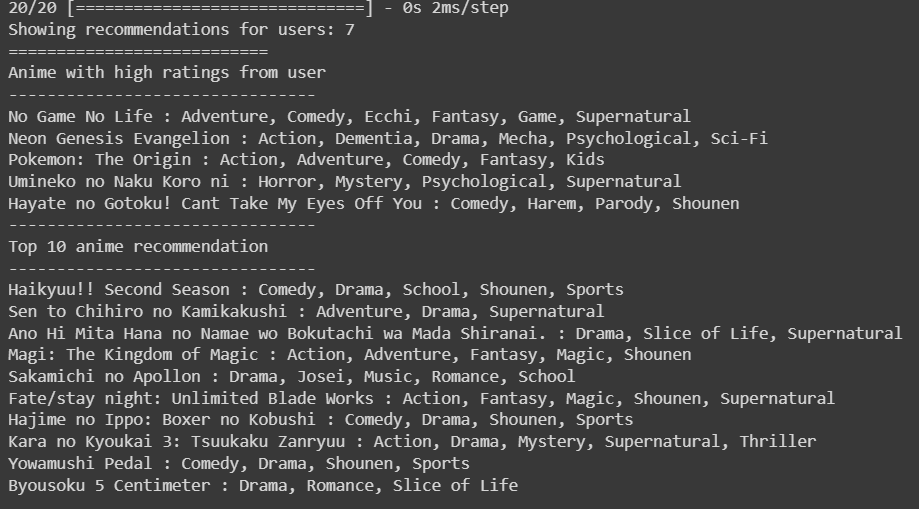 20/20 [==============================] - 0s 2ms/step
Showing recommendations for users: 7
===========================
Anime with high ratings from user
--------------------------------
No Game No Life : Adventure, Comedy, Ecchi, Fantasy, Game, Supernatural
Neon Genesis Evangelion : Action, Dementia, Drama, Mecha, Psychological, Sci-Fi
Pokemon: The Origin : Action, Adventure, Comedy, Fantasy, Kids
Umineko no Naku Koro ni : Horror, Mystery, Psychological, Supernatural
Hayate no Gotoku! Cant Take My Eyes Off You : Comedy, Harem, Parody, Shounen
--------------------------------
Top 10 anime recommendation
--------------------------------
Haikyuu!! Second Season : Comedy, Drama, School, Shounen, Sports
Sen to Chihiro no Kamikakushi : Adventure, Drama, Supernatural
Ano Hi Mita Hana no Namae wo Bokutachi wa Mada Shiranai. : Drama, Slice of Life, Supernatural
Magi: The Kingdom of Magic : Action, Adventure, Fantasy, Magic, Shounen
Sakamichi no Apollon : Drama, Josei, Music, Romance, School
Fate/stay night: Unlimited Blade Works : Action, Fantasy, Magic, Shounen, Supernatural
Hajime no Ippo: Boxer no Kobushi : Comedy, Drama, Shounen, Sports
Kara no Kyoukai 3: Tsuukaku Zanryuu : Action, Drama, Mystery, Supernatural, Thriller
Yowamushi Pedal : Comedy, Drama, Shounen, Sports
Byousoku 5 Centimeter : Drama, Romance, Slice of Life